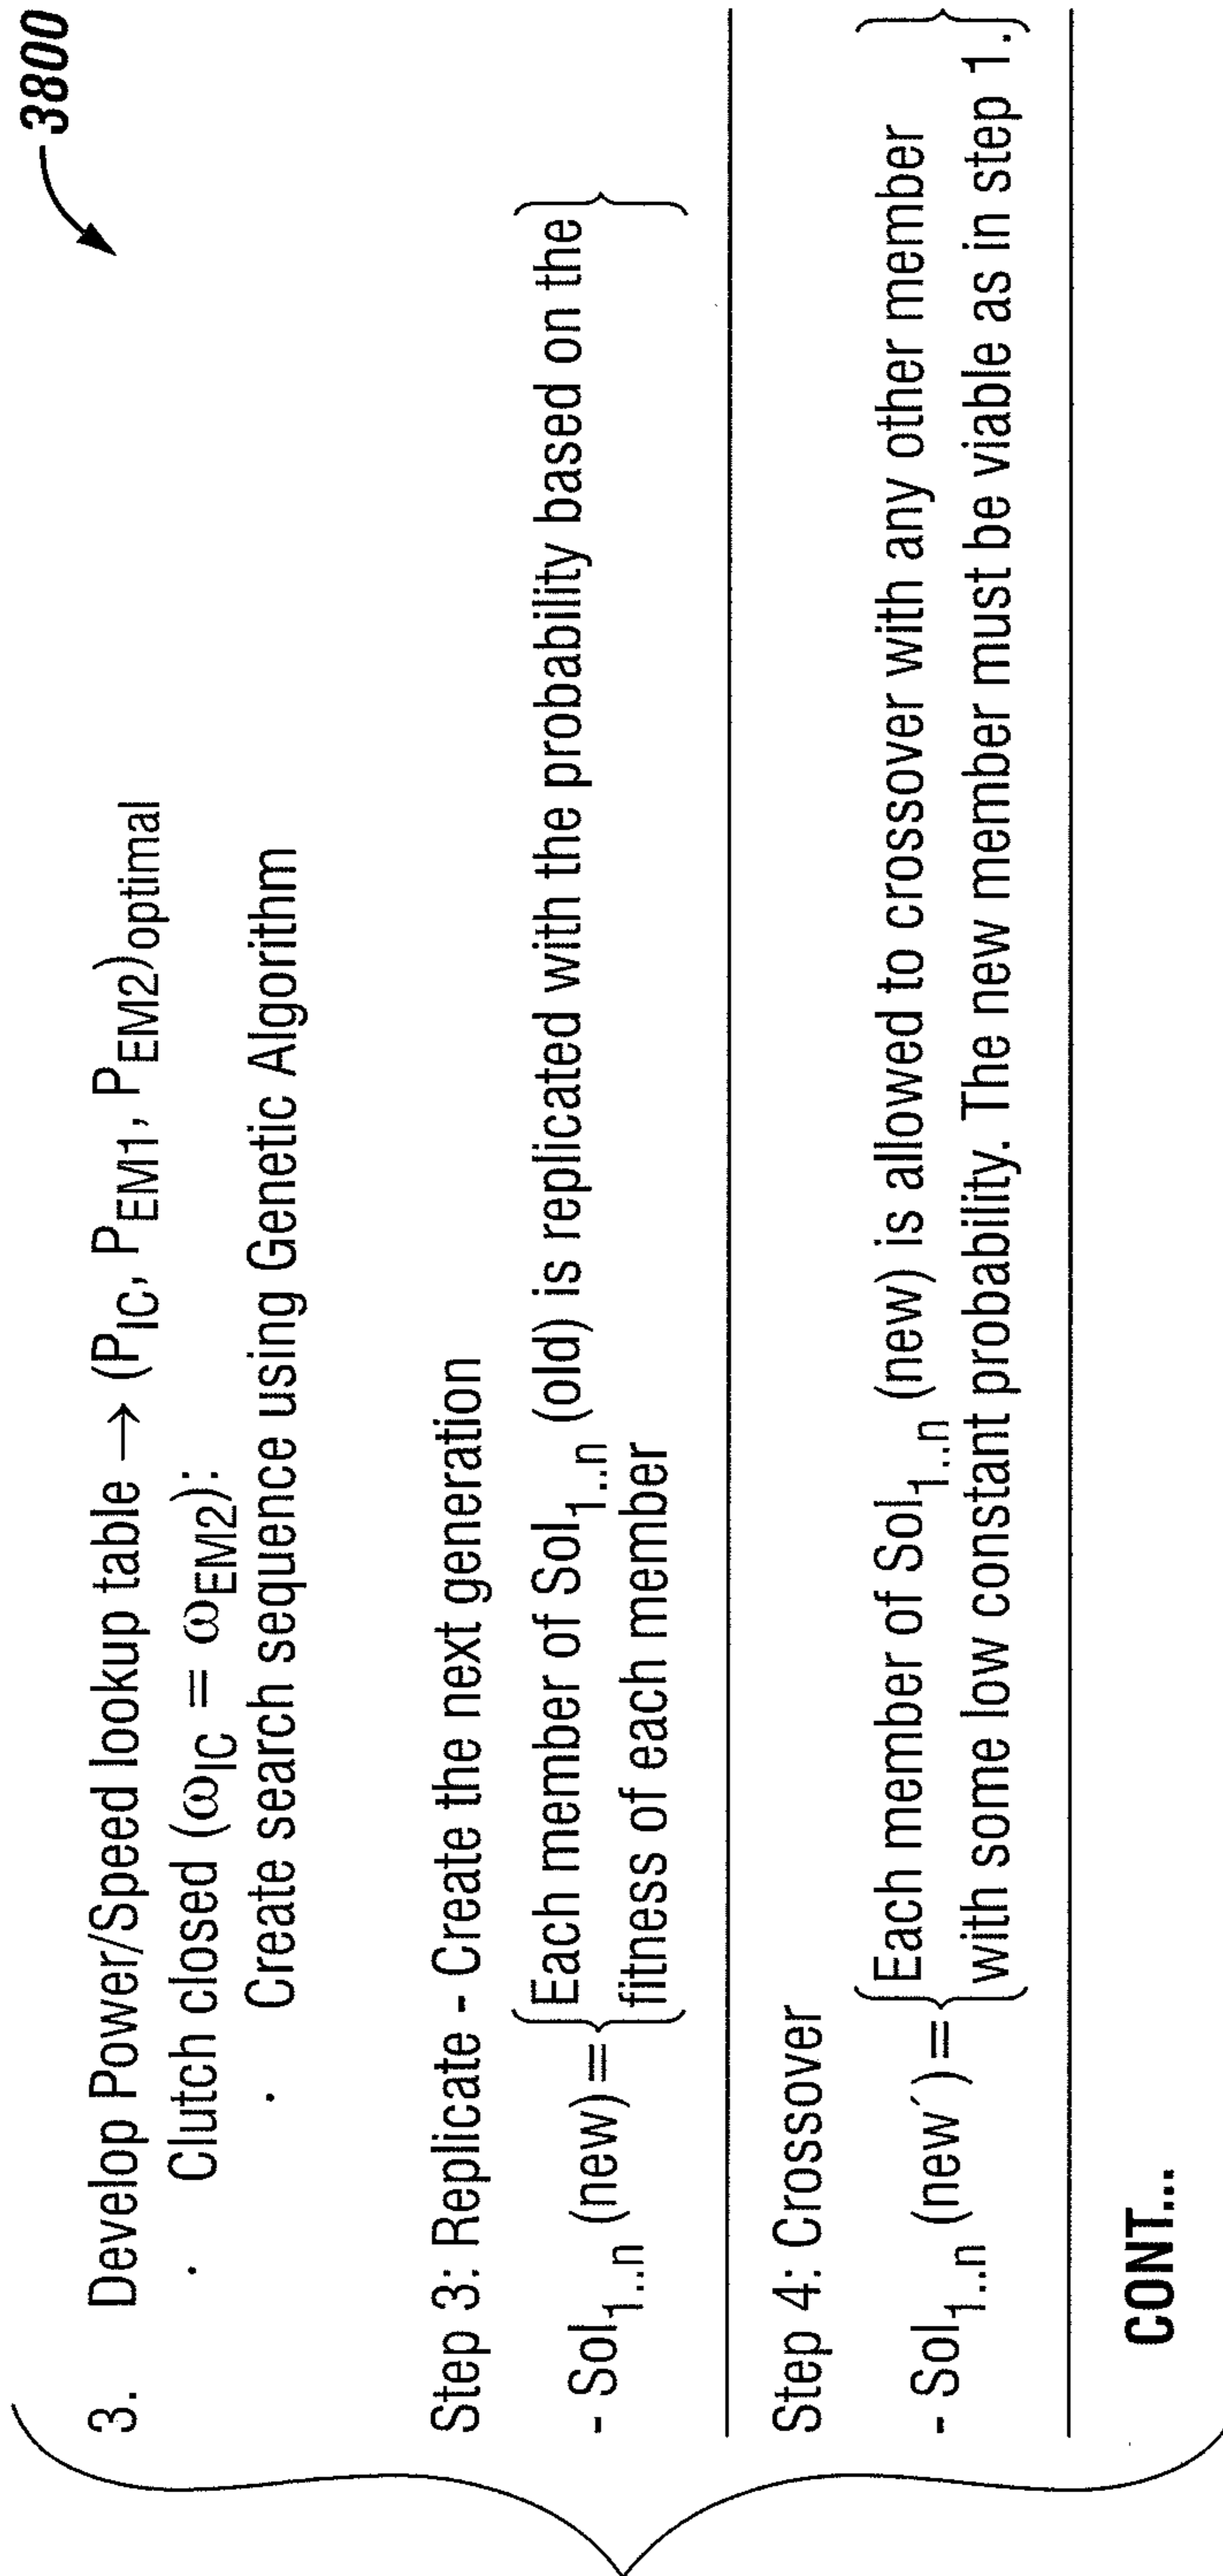 3800
3. Develop Power/Speed lookup table → (P_IC, P_EM1, P_EM2)optimal
· Clutch closed (ω_IC = ω_EM2):
· Create search sequence using Genetic Algorithm
Step 3: Replicate - Create the next generation
- Sol_1..n (new) = {Each member of Sol_1..n (old) is replicated with the probability based on the}
fitness of each member
Step 4: Crossover
- Sol_1..n (new´) = {Each member of Sol_1..n (new) is allowed to crossover with any other member}
with some low constant probability. The new member must be viable as in step 1.
CONT...